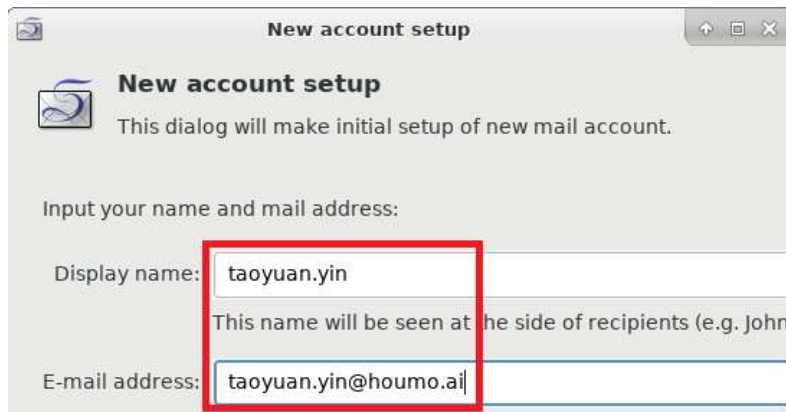 New account setup
New account setup
This dialog will make initial setup of new mail account.
Input your name and mail address:
Display name: taoyuan.yin
This name will be seen at the side of recipients (e.g. John
E-mail address: taoyuan.yin@houmo.ai